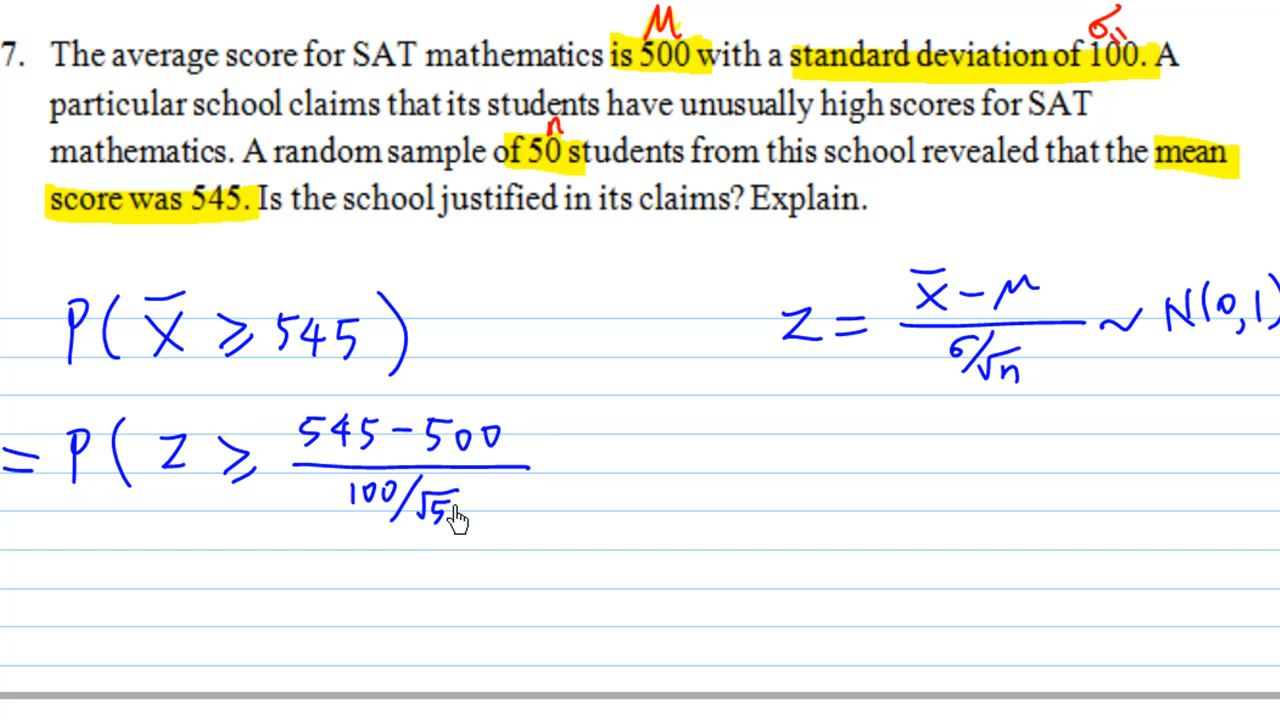 μ σ
7. The average score for SAT mathematics is 500 with a standard deviation of 100. A
particular school claims that its students have unusually high scores for SAT
n
mathematics. A random sample of 50 students from this school revealed that the mean
score was 545. Is the school justified in its claims? Explain.
P( X̄ ⩾ 545 )
Z = (X̄ − μ) / (σ/√n) ~ N(0,1)
= P( Z ⩾ (545 − 500) / (100/√5